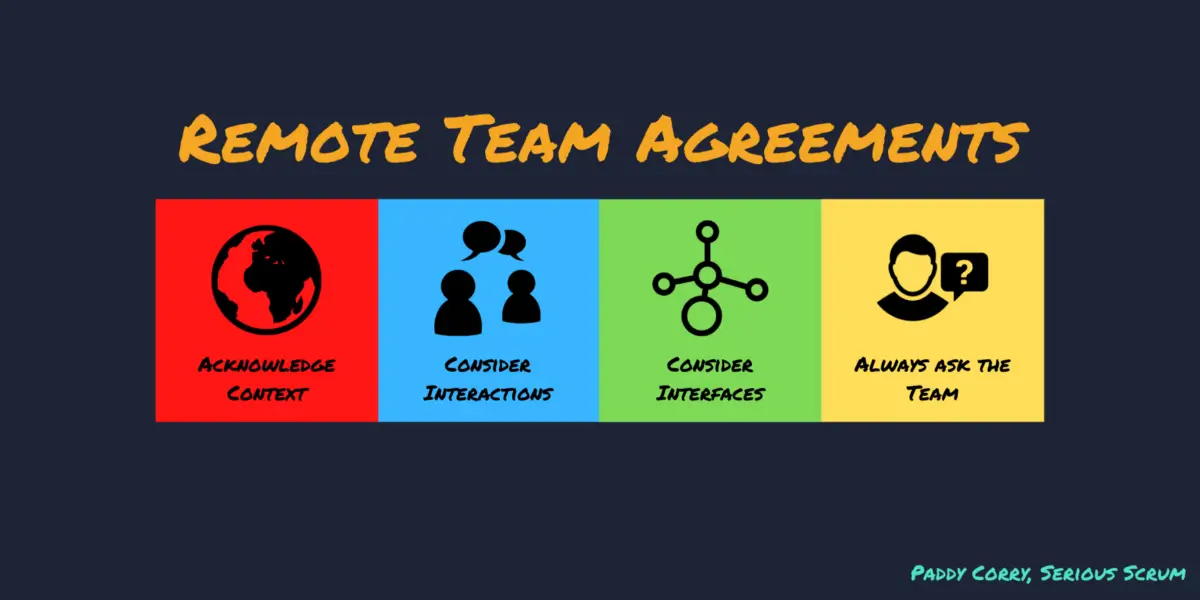 Remote Team Agreements
?
Acknowledge
Context
Consider
Interactions
Consider
Interfaces
Always ask the
Team
Paddy Corry, Serious Scrum